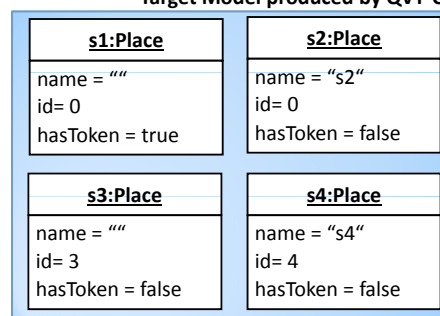 Target Model produced by QVT
s1:Place
name = “”
id= 0
hasToken = true
s2:Place
name = “s2“
id= 0
hasToken = false
s3:Place
name = “”
id= 3
hasToken = false
s4:Place
name = “s4“
id= 4
hasToken = false